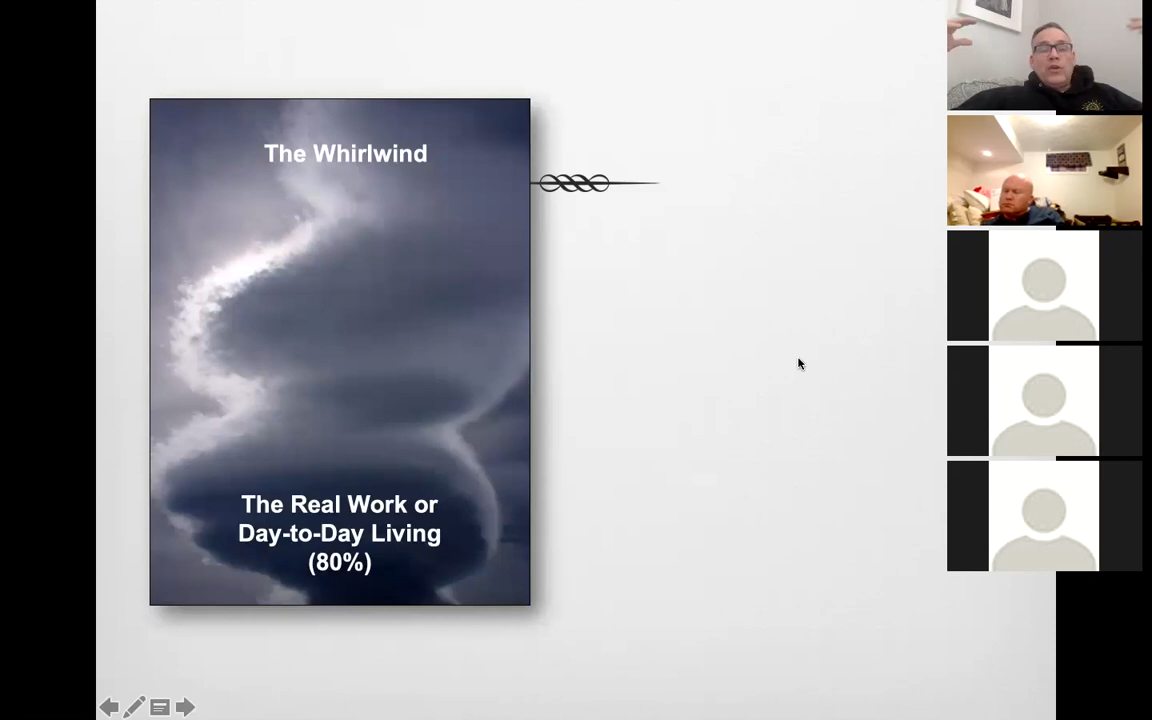 The Whirlwind
The Real Work or
Day-to-Day Living
(80%)